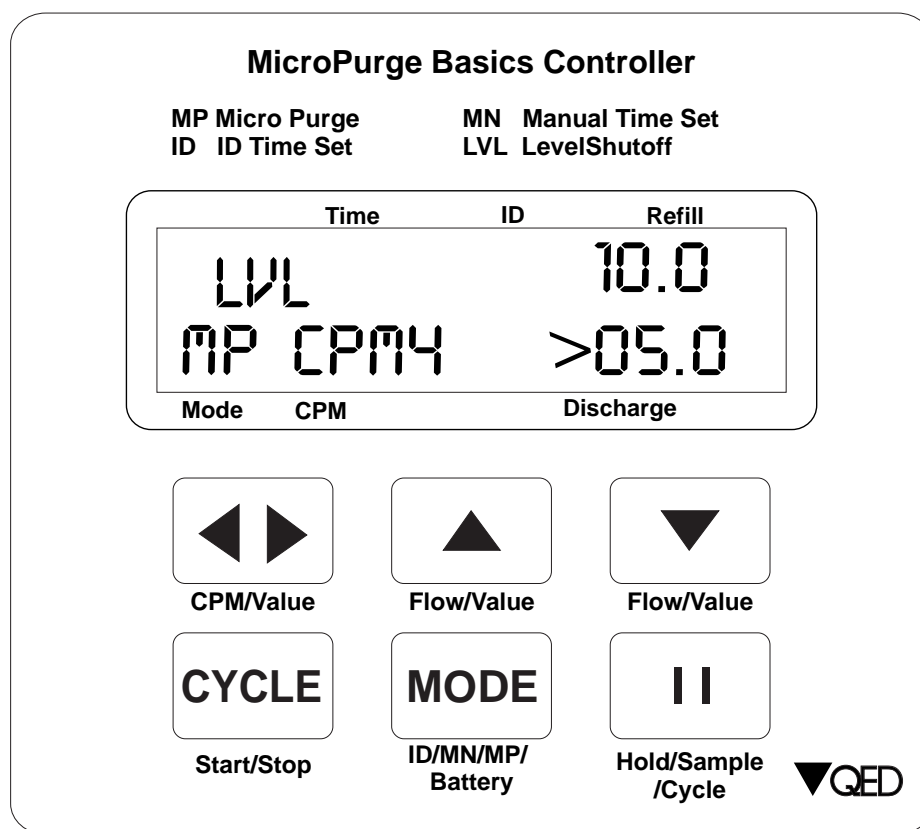 MicroPurge Basics Controller
MP Micro Purge MN Manual Time Set
ID ID Time Set LVL LevelShutoff
Time ID Refill
LVL 10.0
MP CPM4 >05.0
Mode CPM Discharge
CPM/Value Flow/Value Flow/Value
CYCLE MODE II
Start/Stop ID/MN/MP/ Hold/Sample
Battery /Cycle
QED